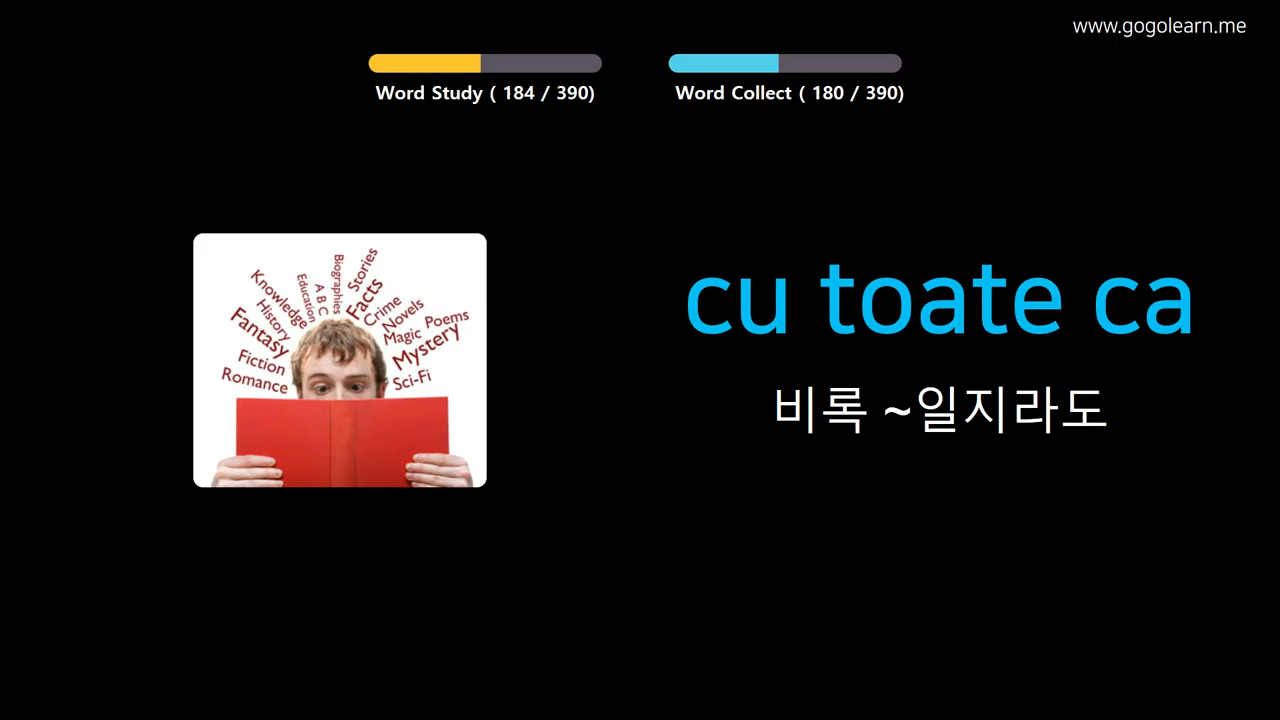 www.gogolearn.me
Word Study ( 184 / 390)
Word Collect ( 180 / 390)
cu toate ca
비록 ~일지라도
Knowledge
History
Fantasy
Fiction
Romance
Education
A B C
Biographies
Stories
Facts
Crime
Novels
Magic
Poems
Mystery
Sci-Fi